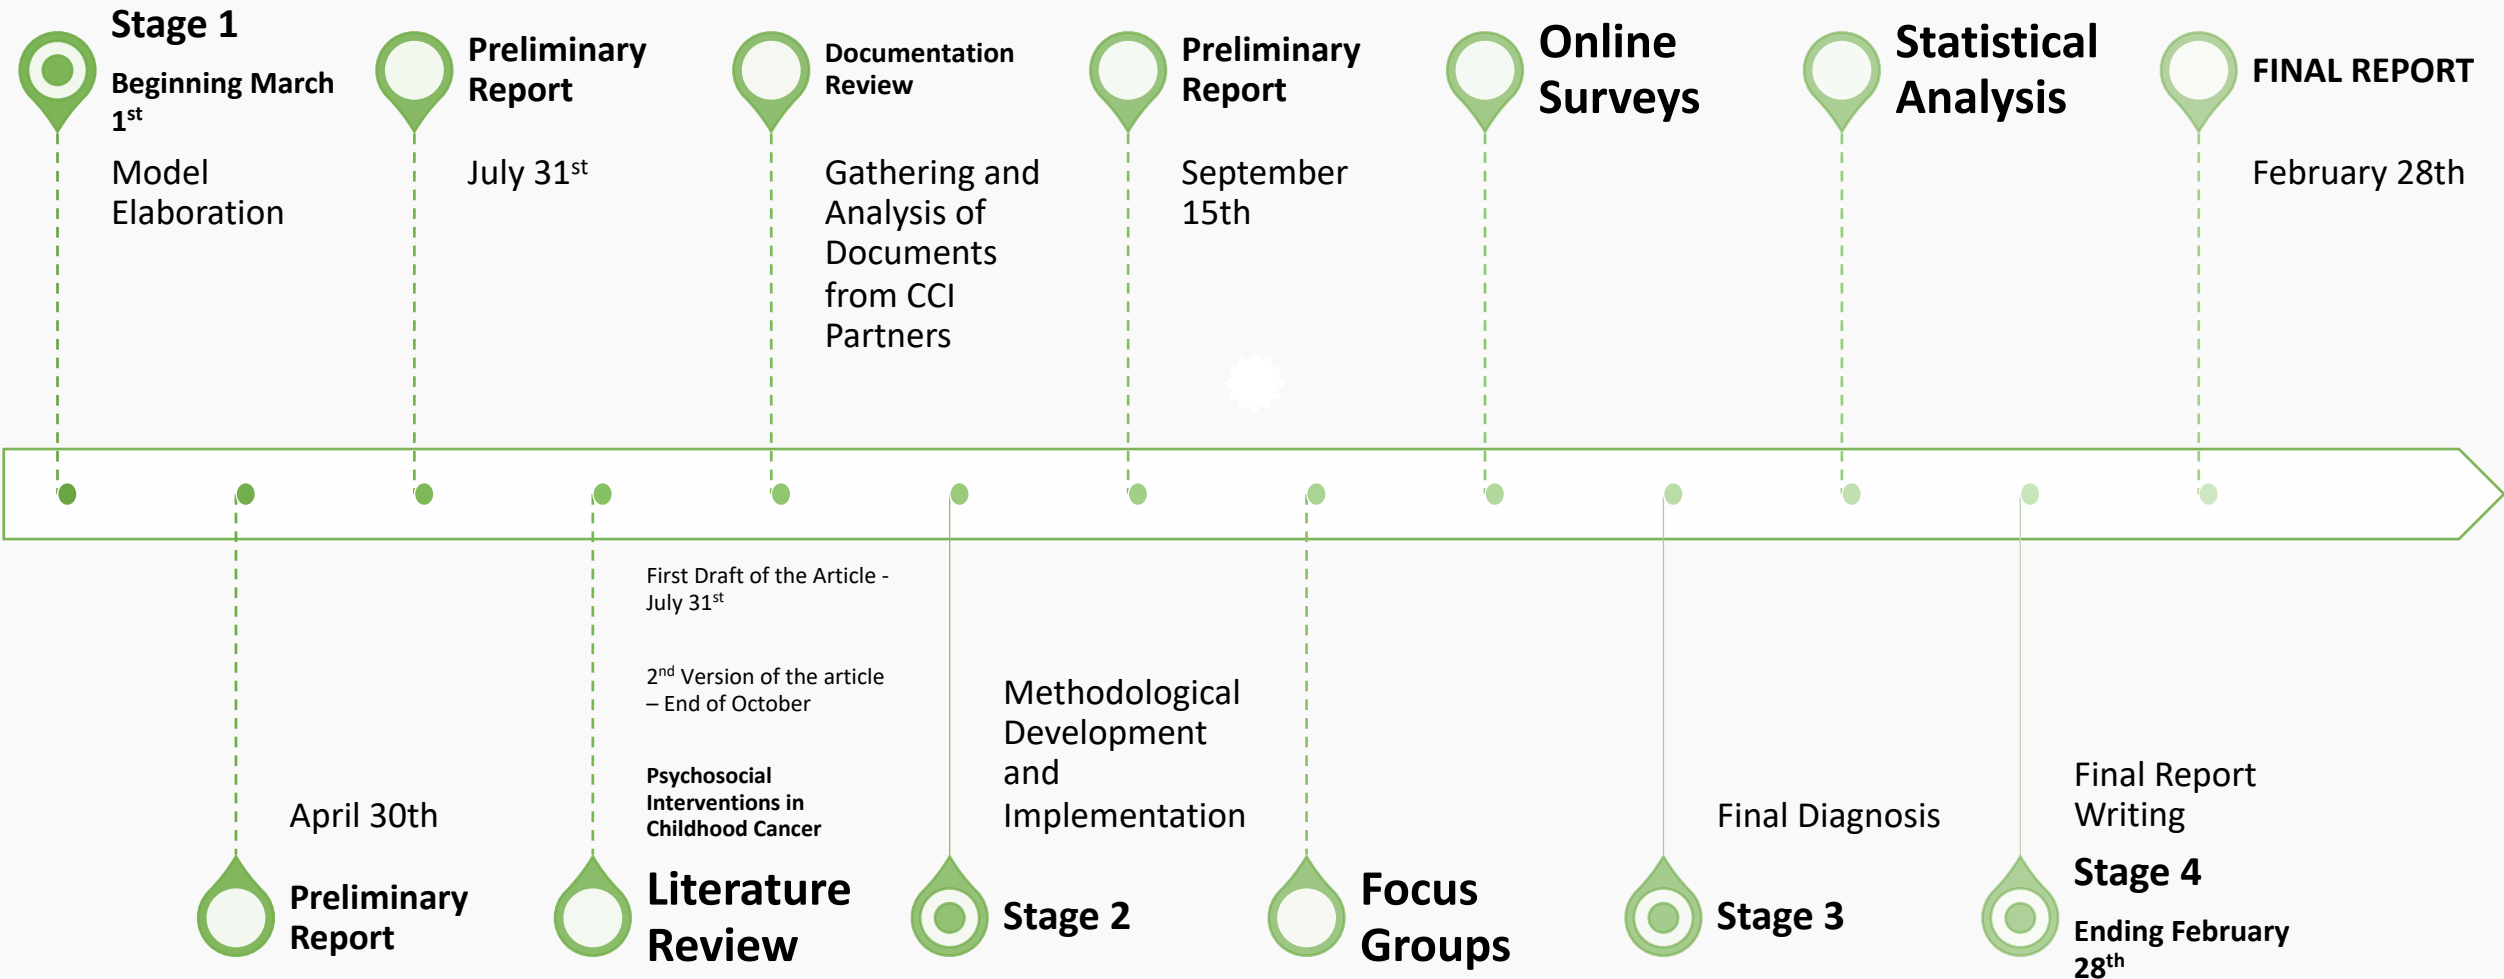 Stage 1
Beginning March
1st
Model
Elaboration
Preliminary
Report
July 31st
Documentation
Review
Gathering and
Analysis of
Documents
from CCI
Partners
Preliminary
Report
September
15th
Online
Surveys
Statistical
Analysis
FINAL REPORT
February 28th
April 30th
Preliminary
Report
First Draft of the Article -
July 31st
2nd Version of the article
– End of October
Psychosocial
Interventions in
Childhood Cancer
Literature
Review
Methodological
Development
and
Implementation
Stage 2
Focus
Groups
Final Diagnosis
Stage 3
Final Report
Writing
Stage 4
Ending February
28th